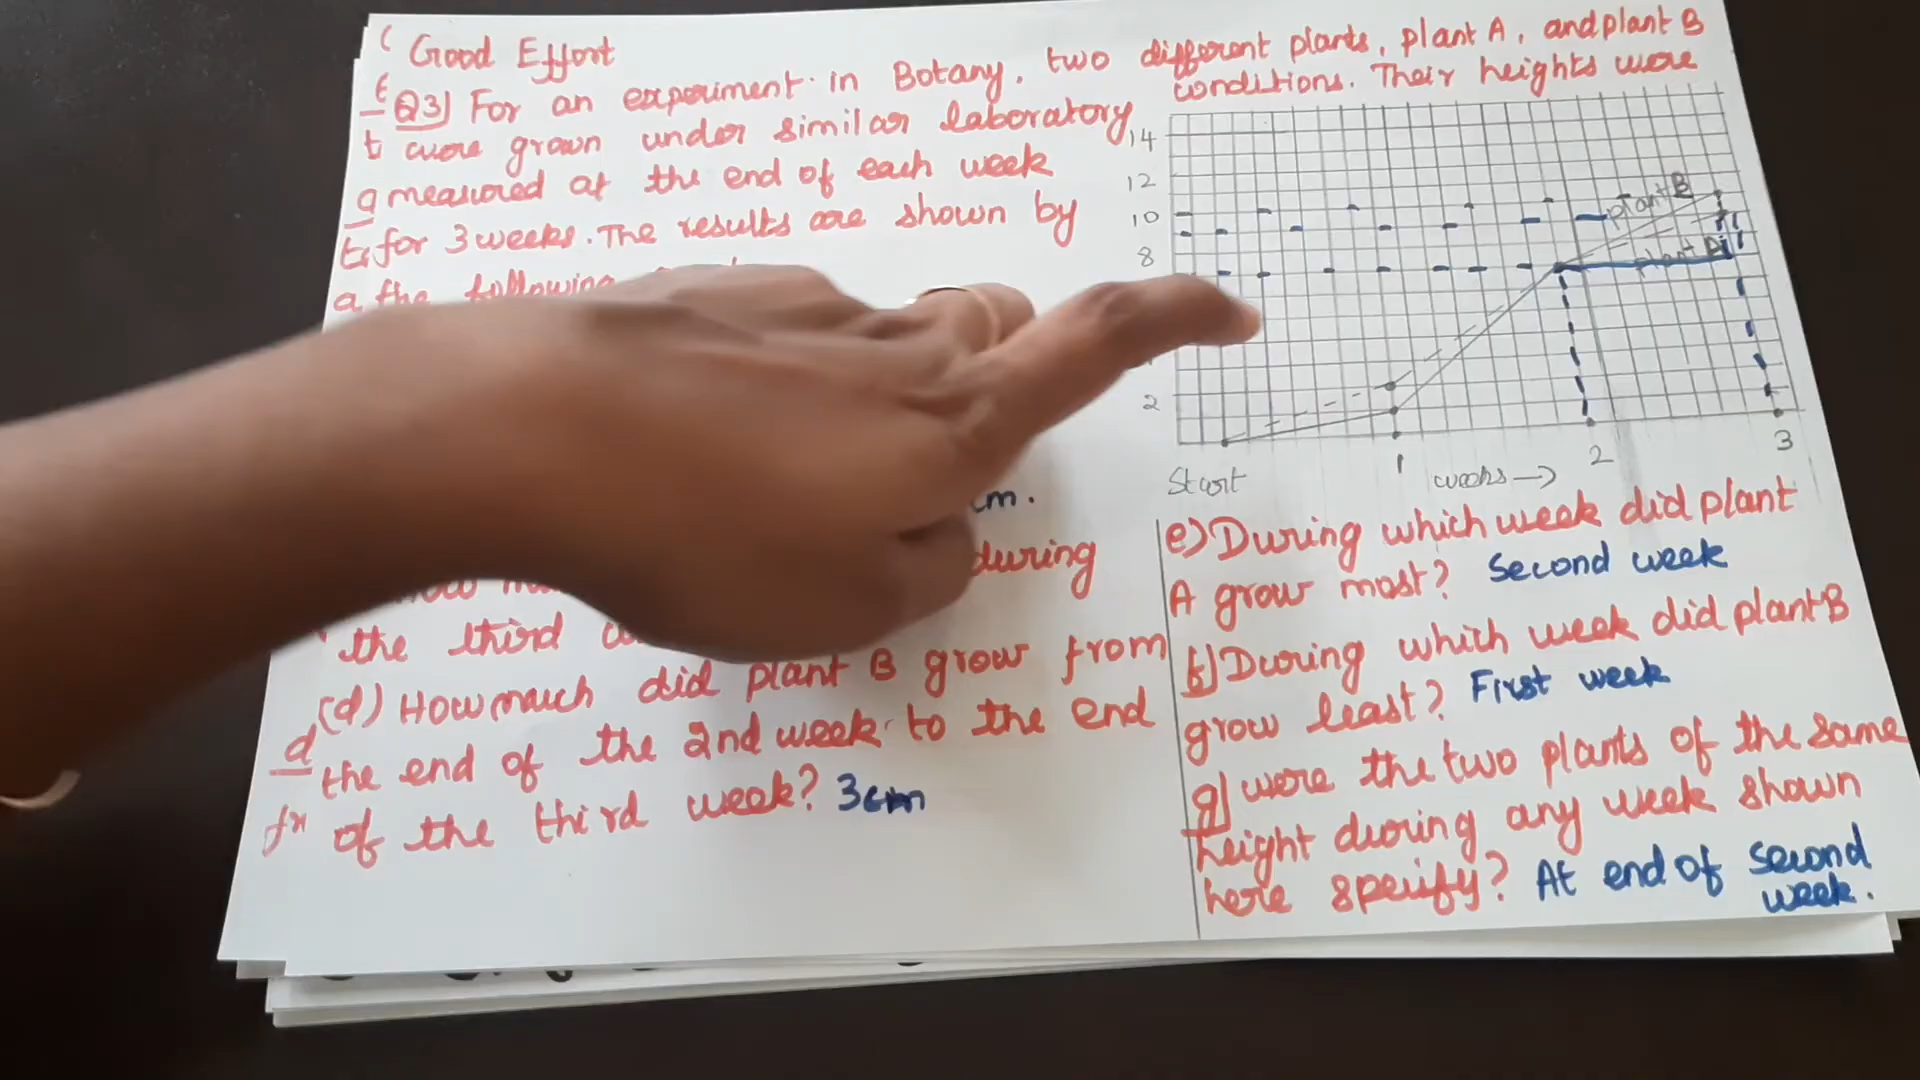 Good Effort
Q3) For an experiment in Botany, two different plants, plant A, and plant B
were grown under similar laboratory conditions. Their heights were
measured at the end of each week
for 3 weeks. The results are shown by
the following
cm.
during
the third
(d) How much did plant B grow from
the end of the 2nd week to the end
of the third week? 3cm
14
12
10
8
2
plant B
plant A
Start
1
2
3
weeks →
e) During which week did plant
A grow most? Second week
f) During which week did plant B
grow least? First week
g) were the two plants of the same
height during any week shown
here specify? At end of second
week.